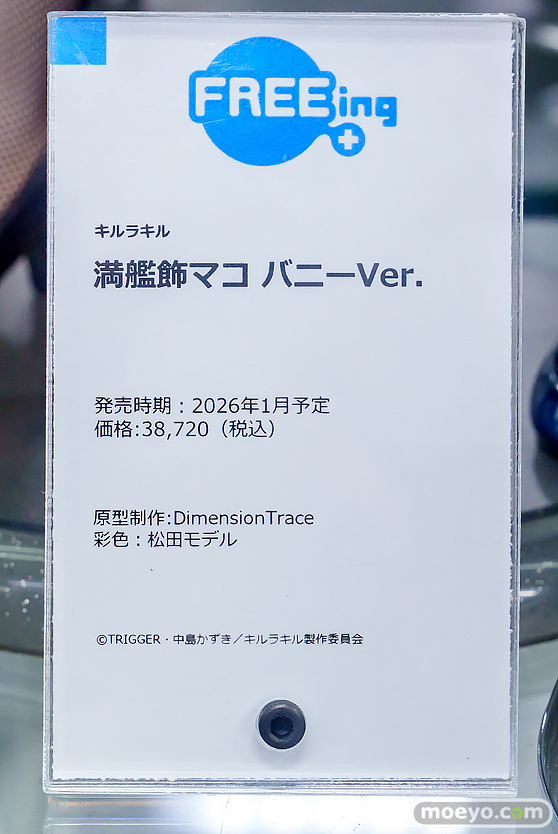 FREEing
キルラキル
満艦飾マコ バニーVer.
発売時期：2026年1月予定
価格:38,720（税込）
原型制作:DimensionTrace
彩色：松田モデル
©TRIGGER・中島かずき／キルラキル製作委員会
moeyo.com